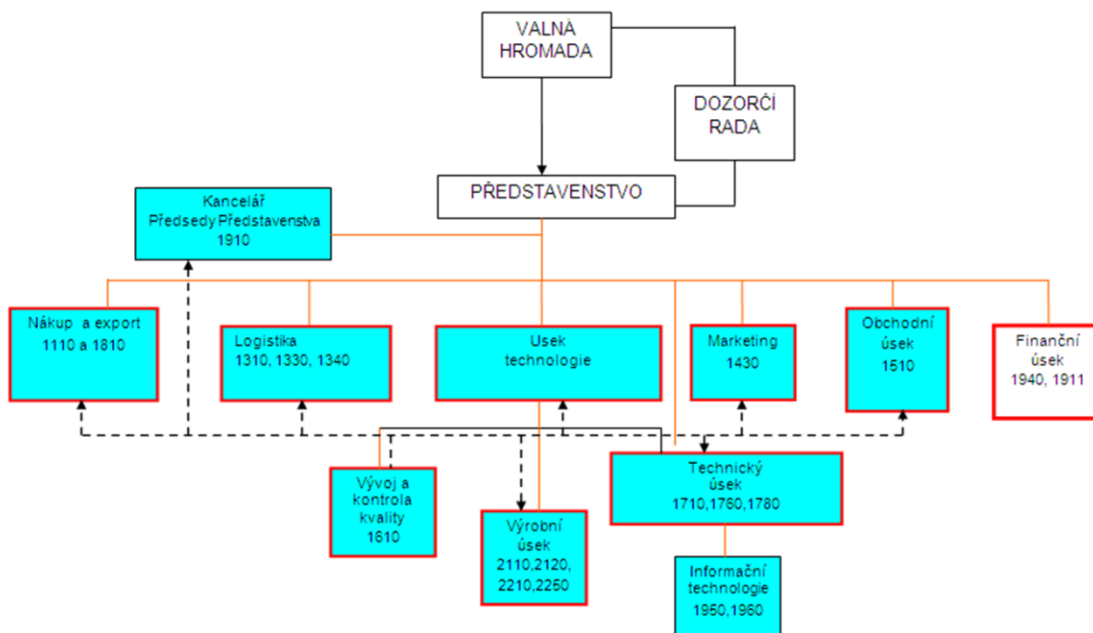 VALNÁ
HROMADA
DOZORČÍ
RADA
PŘEDSTAVENSTVO
Kancelář
Předsedy Představenstva
1910
Nákup a export
1110 a 1810
Logistika
1310, 1330, 1340
Usek
technologie
Marketing
1430
Obchodní
úsek
1510
Finanční
úsek
1940, 1911
Vývoj a
kontrola
kvality
1610
Výrobní
úsek
2110,2120,
2210,2250
Technický
úsek
1710,1760,1780
Informační
technologie
1950,1960